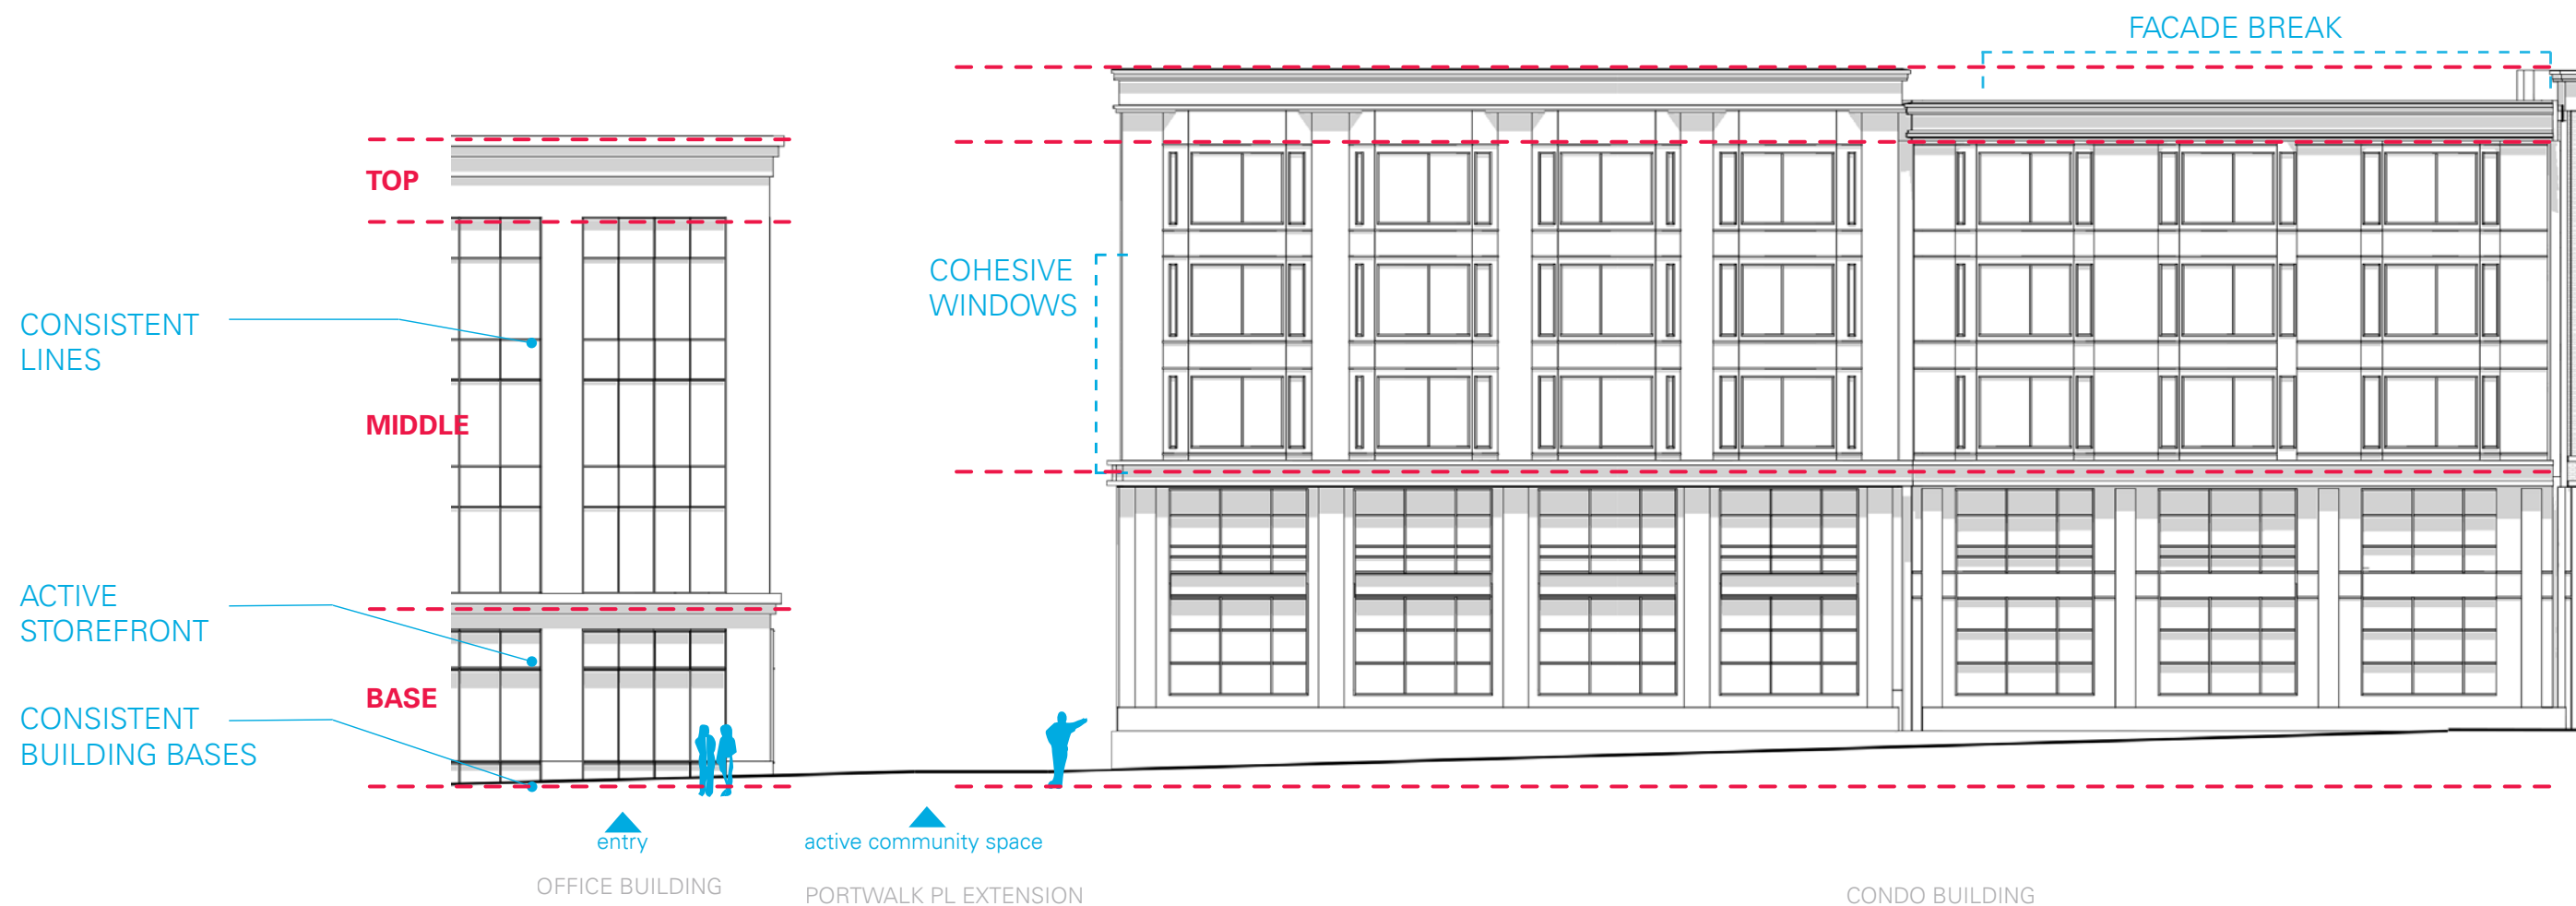 FACADE BREAK
TOP
COHESIVE
WINDOWS
CONSISTENT
LINES
MIDDLE
ACTIVE
STOREFRONT
BASE
CONSISTENT
BUILDING BASES
entry
active community space
OFFICE BUILDING
PORTWALK PL EXTENSION
CONDO BUILDING